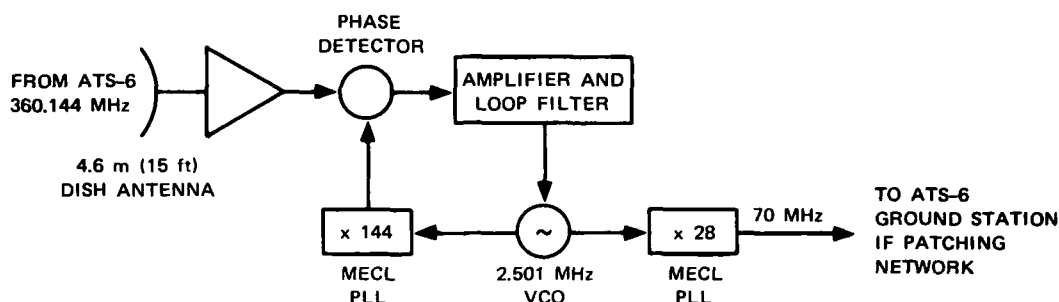 PHASE
DETECTOR
FROM ATS-6
360.144 MHz
AMPLIFIER AND
LOOP FILTER
4.6 m (15 ft)
DISH ANTENNA
x 144
~
x 28
70 MHz
TO ATS-6
GROUND STATION
IF PATCHING
NETWORK
MECL
PLL
2.501 MHz
VCO
MECL
PLL